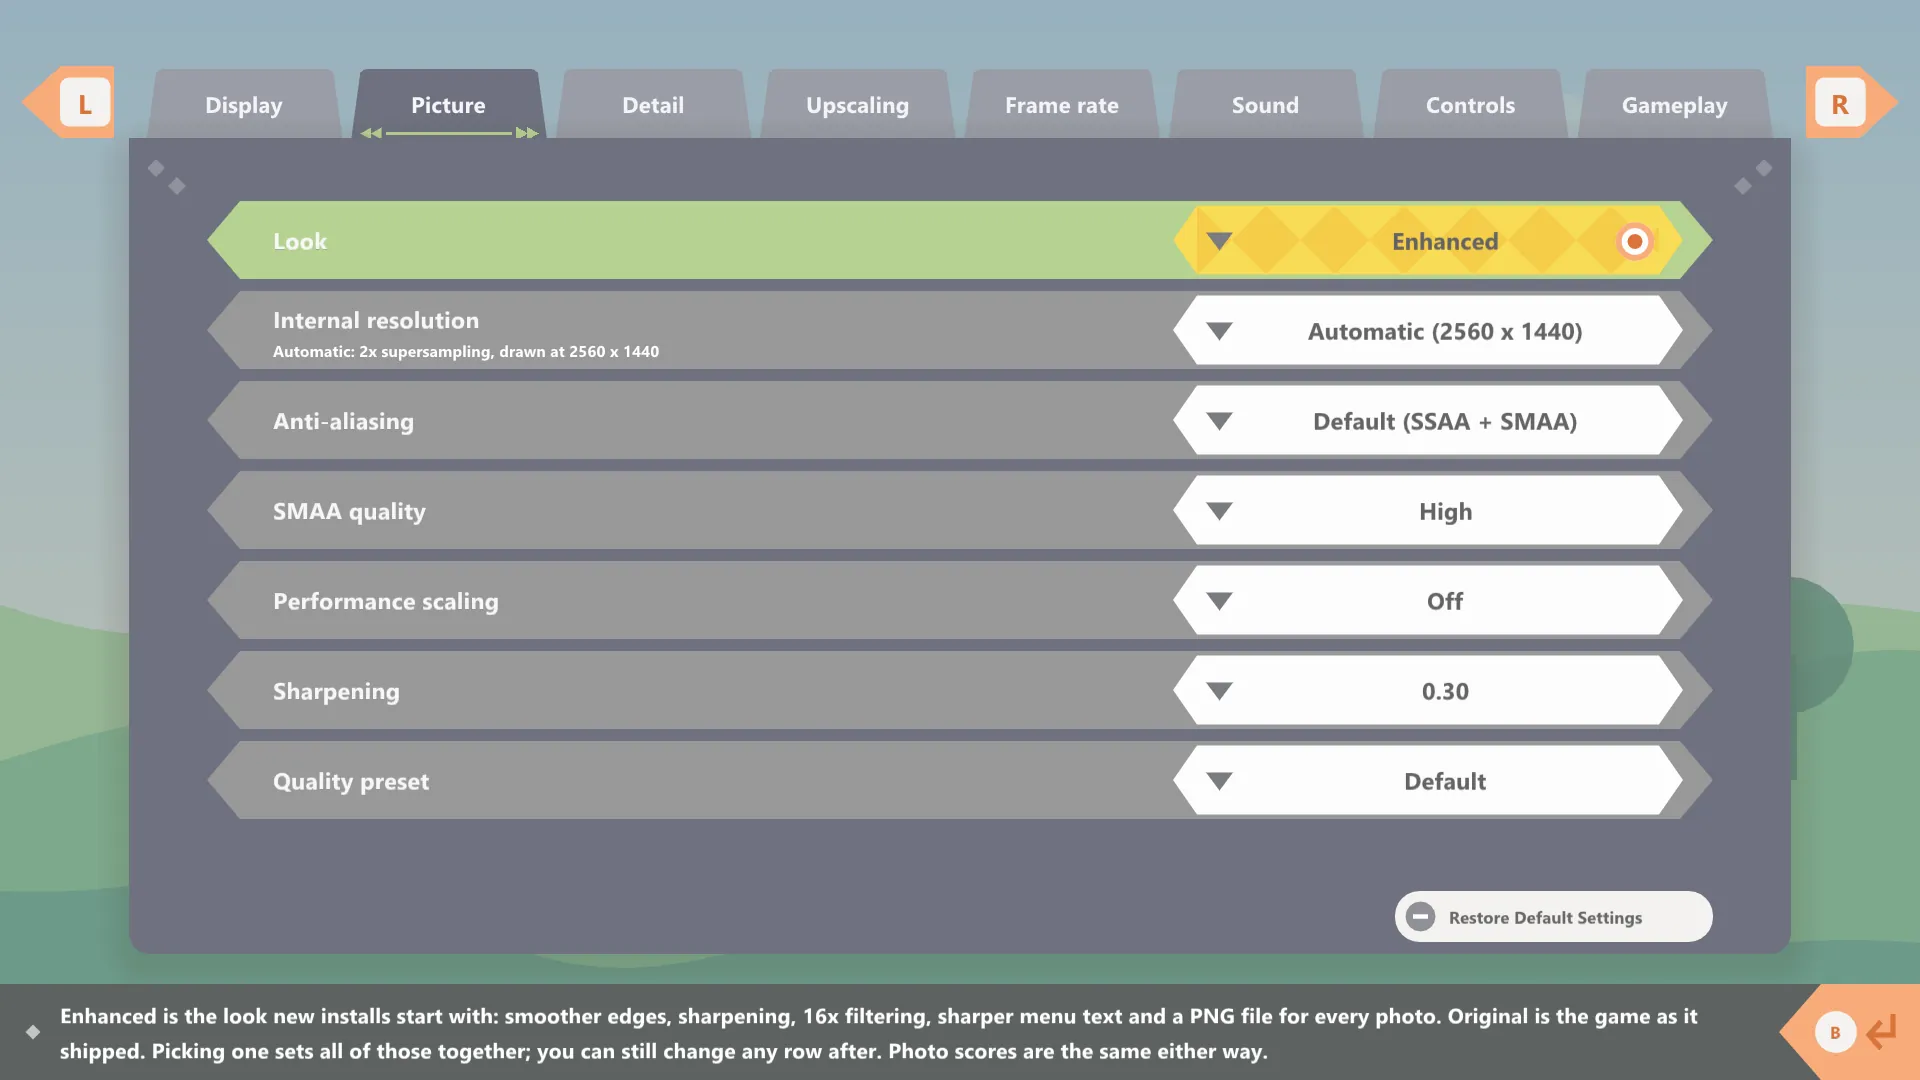 L
Display
Picture
Detail
Upscaling
Frame rate
Sound
Controls
Gameplay
R
Look
Enhanced
Internal resolution
Automatic: 2x supersampling, drawn at 2560 x 1440
Automatic (2560 x 1440)
Anti-aliasing
Default (SSAA + SMAA)
SMAA quality
High
Performance scaling
Off
Sharpening
0.30
Quality preset
Default
Restore Default Settings
Enhanced is the look new installs start with: smoother edges, sharpening, 16x filtering, sharper menu text and a PNG file for every photo. Original is the game as it
shipped. Picking one sets all of those together; you can still change any row after. Photo scores are the same either way.
B